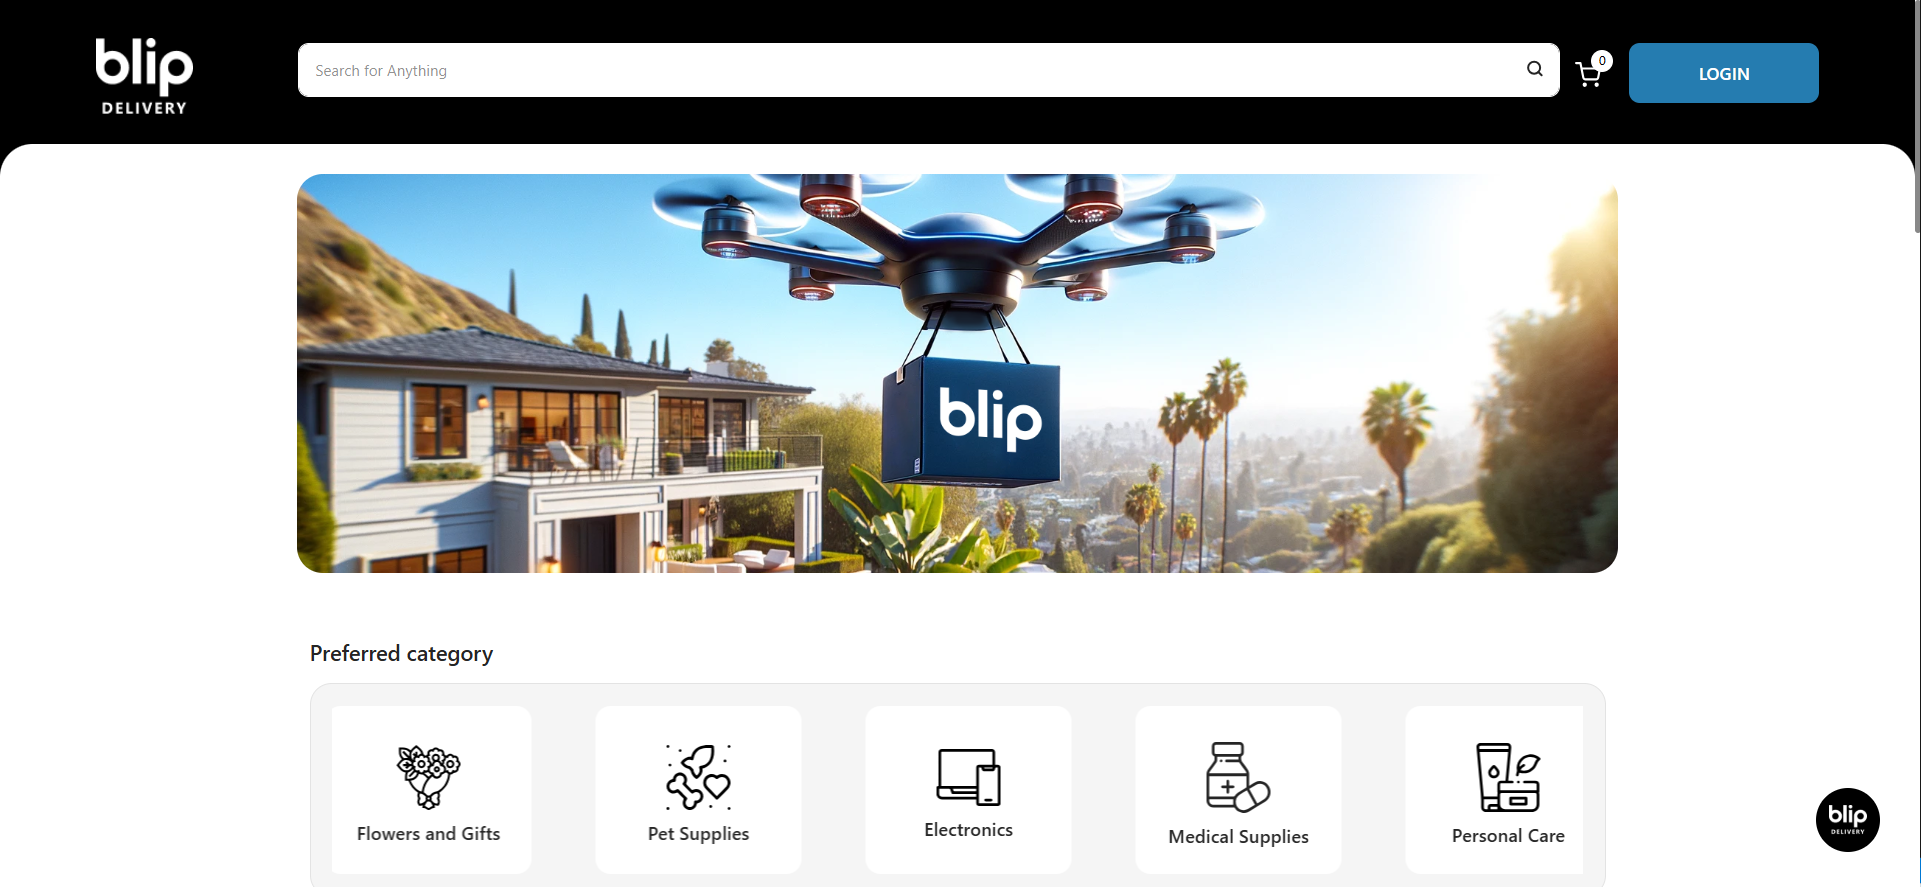 blip
DELIVERY
Search for Anything
0
LOGIN
blip
Preferred category
Flowers and Gifts
Pet Supplies
Electronics
Medical Supplies
Personal Care
blip
DELIVERY